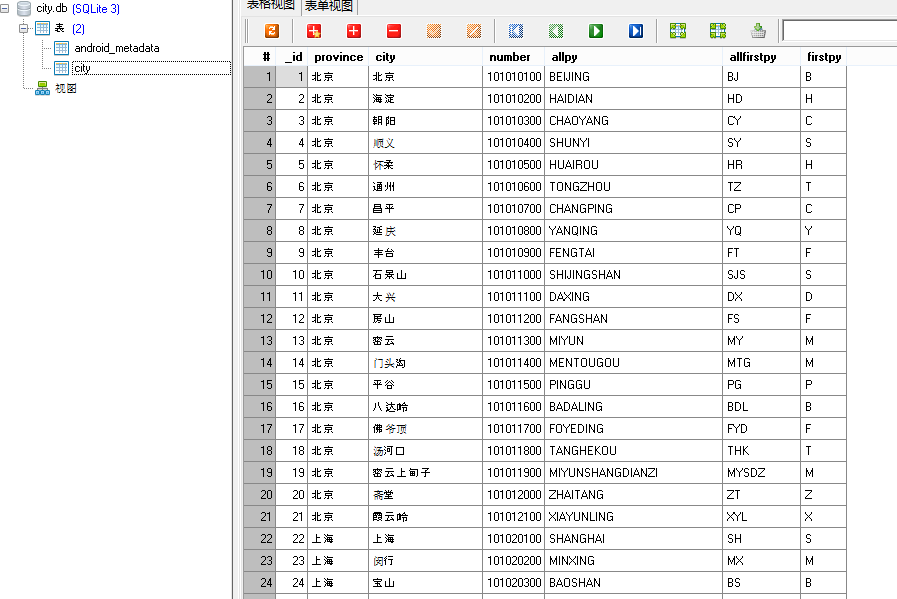 city.db (SQLite 3)
表 (2)
android_metadata
city
视图
表格视图 表单视图
# _id province city number allpy allfirstpy firstpy
1 1 北京 北京 101010100 BEIJING BJ B
2 2 北京 海淀 101010200 HAIDIAN HD H
3 3 北京 朝阳 101010300 CHAOYANG CY C
4 4 北京 顺义 101010400 SHUNYI SY S
5 5 北京 怀柔 101010500 HUAIROU HR H
6 6 北京 通州 101010600 TONGZHOU TZ T
7 7 北京 昌平 101010700 CHANGPING CP C
8 8 北京 延庆 101010800 YANQING YQ Y
9 9 北京 丰台 101010900 FENGTAI FT F
10 10 北京 石景山 101011000 SHIJINGSHAN SJS S
11 11 北京 大兴 101011100 DAXING DX D
12 12 北京 房山 101011200 FANGSHAN FS F
13 13 北京 密云 101011300 MIYUN MY M
14 14 北京 门头沟 101011400 MENTOUGOU MTG M
15 15 北京 平谷 101011500 PINGGU PG P
16 16 北京 八达岭 101011600 BADALING BDL B
17 17 北京 佛爷顶 101011700 FOYEDING FYD F
18 18 北京 汤河口 101011800 TANGHEKOU THK T
19 19 北京 密云上甸子 101011900 MIYUNSHANGDIANZI MYSDZ M
20 20 北京 斋堂 101012000 ZHAITANG ZT Z
21 21 北京 霞云岭 101012100 XIAYUNLING XYL X
22 22 上海 上海 101020100 SHANGHAI SH S
23 23 上海 闵行 101020200 MINXING MX M
24 24 上海 宝山 101020300 BAOSHAN BS B